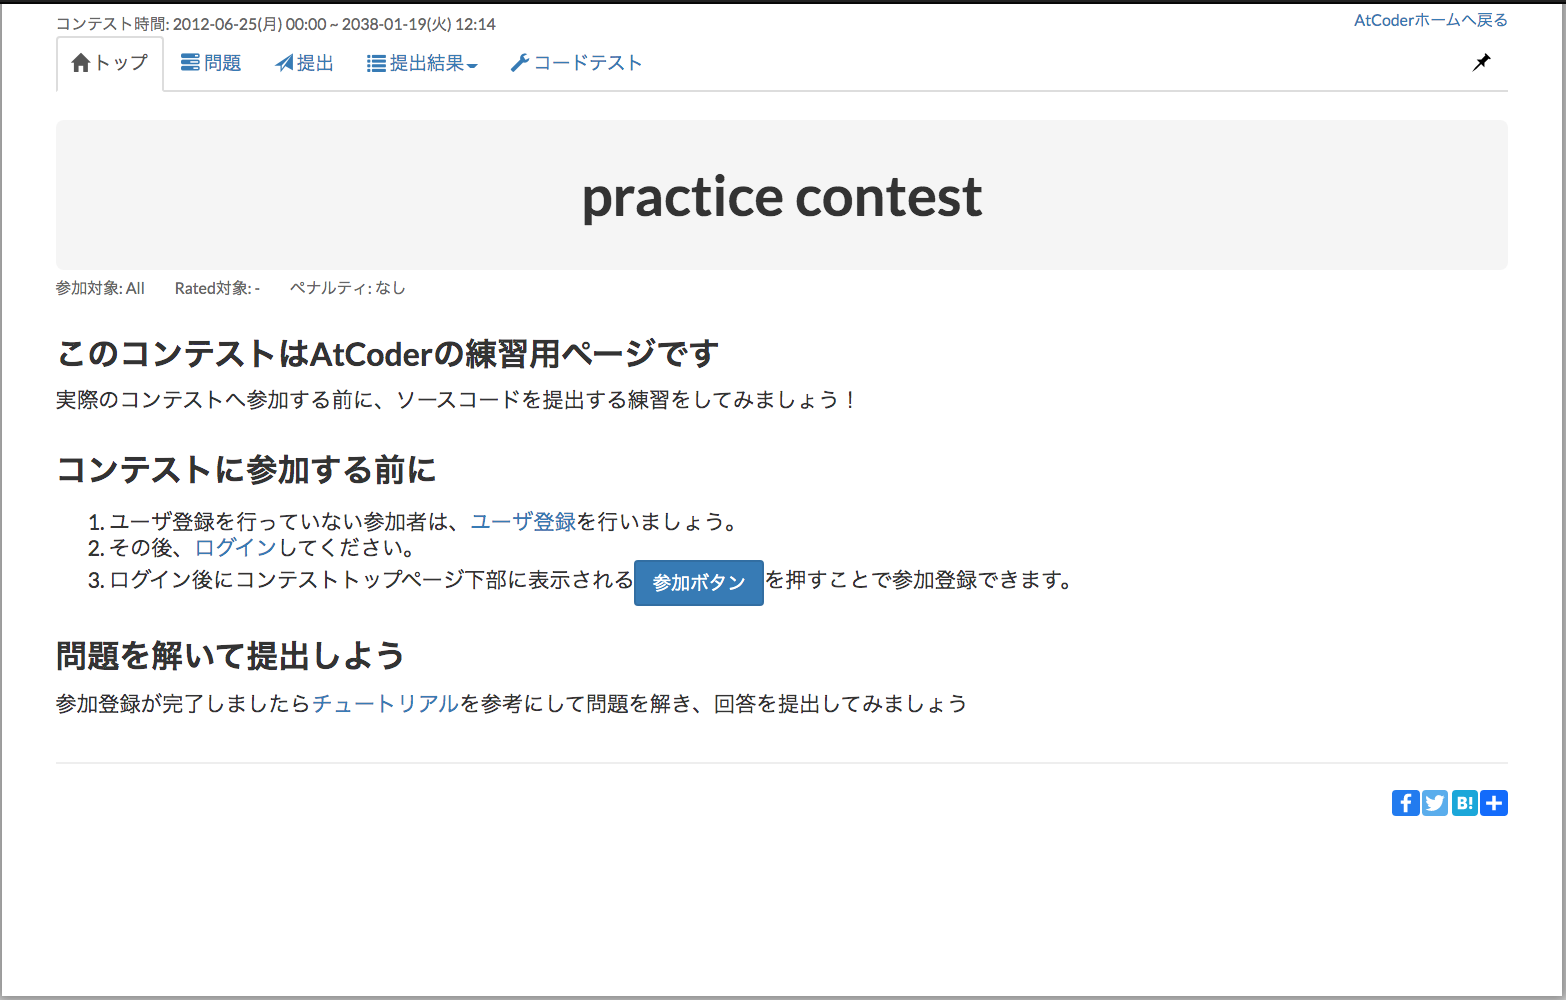 コンテスト時間: 2012-06-25(月) 00:00 ~ 2038-01-19(火) 12:14
AtCoderホームへ戻る
トップ 問題 提出 提出結果 コードテスト
practice contest
参加対象: All Rated対象: - ペナルティ: なし
このコンテストはAtCoderの練習用ページです
実際のコンテストへ参加する前に、ソースコードを提出する練習をしてみましょう！
コンテストに参加する前に
1. ユーザ登録を行っていない参加者は、ユーザ登録を行いましょう。
2. その後、ログインしてください。
3. ログイン後にコンテストトップページ下部に表示される参加ボタンを押すことで参加登録できます。
問題を解いて提出しよう
参加登録が完了しましたらチュートリアルを参考にして問題を解き、回答を提出してみましょう
B!